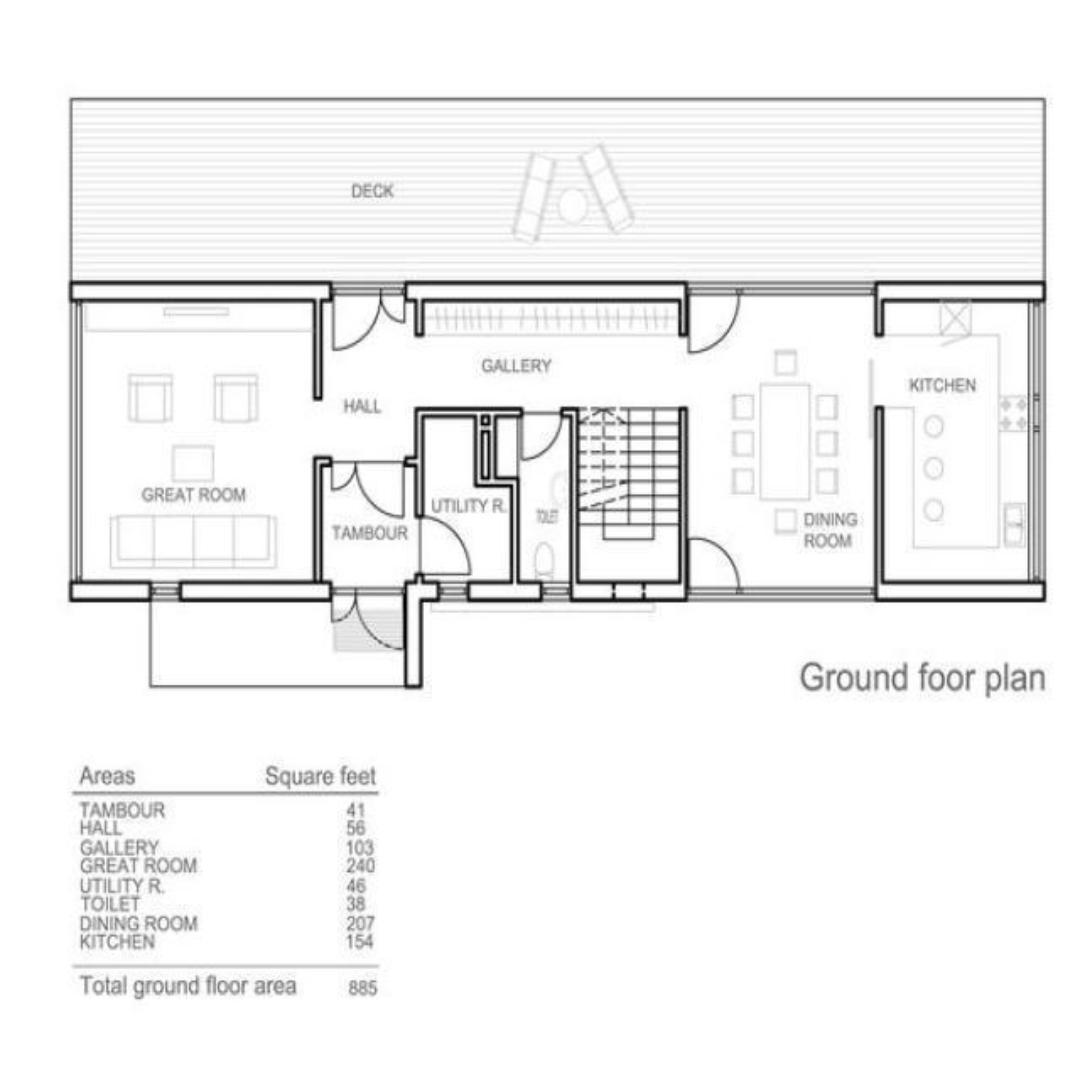 DECK
GALLERY
KITCHEN
HALL
GREAT ROOM
UTILITY R.
TOILET
TAMBOUR
DINING
ROOM
Ground foor plan
Areas Square feet
TAMBOUR 41
HALL 56
GALLERY 103
GREAT ROOM 240
UTILITY R. 46
TOILET 38
DINING ROOM 207
KITCHEN 154
Total ground floor area 885